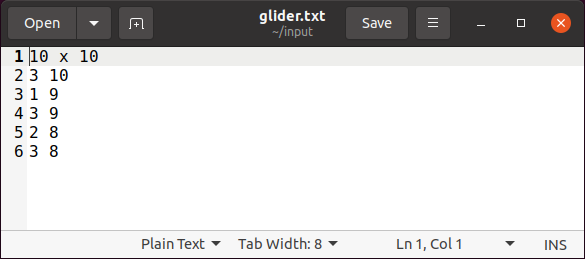 Open
glider.txt
~/input
Save
1 10 x 10
2 3 10
3 1 9
4 3 9
5 2 8
6 3 8
Plain Text Tab Width: 8 Ln 1, Col 1 INS